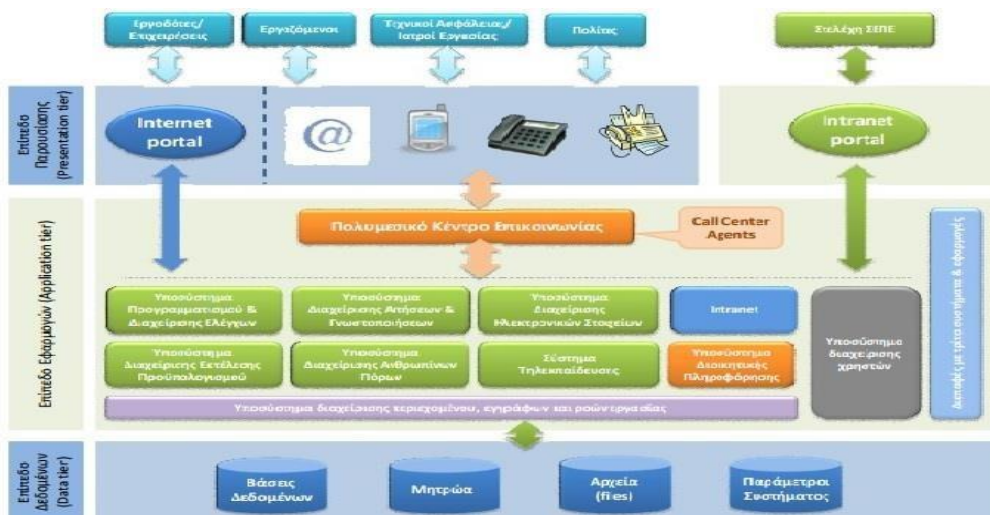 Εργοδότες/
Επιχειρήσεις
Εργαζόμενοι
Τεχνικοί Ασφάλειας/
Ιατροί Εργασίας
Πολίτες
Στελέχη ΣΕΠΕ
Επίπεδο
Παρουσίασης
(Presentation tier)
Internet
portal
@
Intranet
portal
Επίπεδο Εφαρμογών (Application tier)
Πολυμεσικό Κέντρο Επικοινωνίας
Call Center
Agents
Υποσύστημα
Προγραμματισμού &
Διαχείρισης Ελέγχων
Υποσύστημα
Διαχείρισης Αιτήσεων &
Γνωστοποιήσεων
Υποσύστημα
Διαχείρισης
Ηλεκτρονικών Στοιχείων
Intranet
Υποσύστημα
Διαχείρισης Εκτέλεσης
Προϋπολογισμού
Υποσύστημα
Διαχείρισης Ανθρωπίνων
Πόρων
Σύστημα
Τηλεκπαίδευσης
Υποσύστημα
Διοικητικής
Πληροφόρησης
Υποσύστημα
διαχείρισης
χρηστών
Διεπαφές με τρίτα συστήματα & εφαρμογές
Υποσύστημα διαχείρισης περιεχομένου, εγγράφων και ροών εργασίας
Επίπεδο
Δεδομένων
(Data tier)
Βάσεις
Δεδομένων
Μητρώα
Αρχεία
(files)
Παράμετροι
Συστήματος